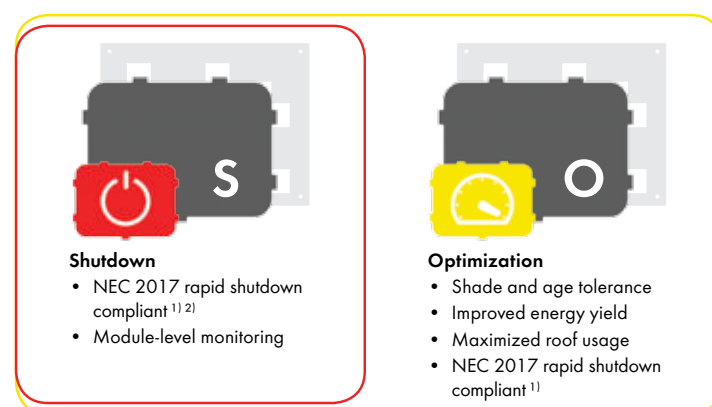 S
Shutdown
• NEC 2017 rapid shutdown
compliant 1) 2)
• Module-level monitoring
O
Optimization
• Shade and age tolerance
• Improved energy yield
• Maximized roof usage
• NEC 2017 rapid shutdown
compliant 1)